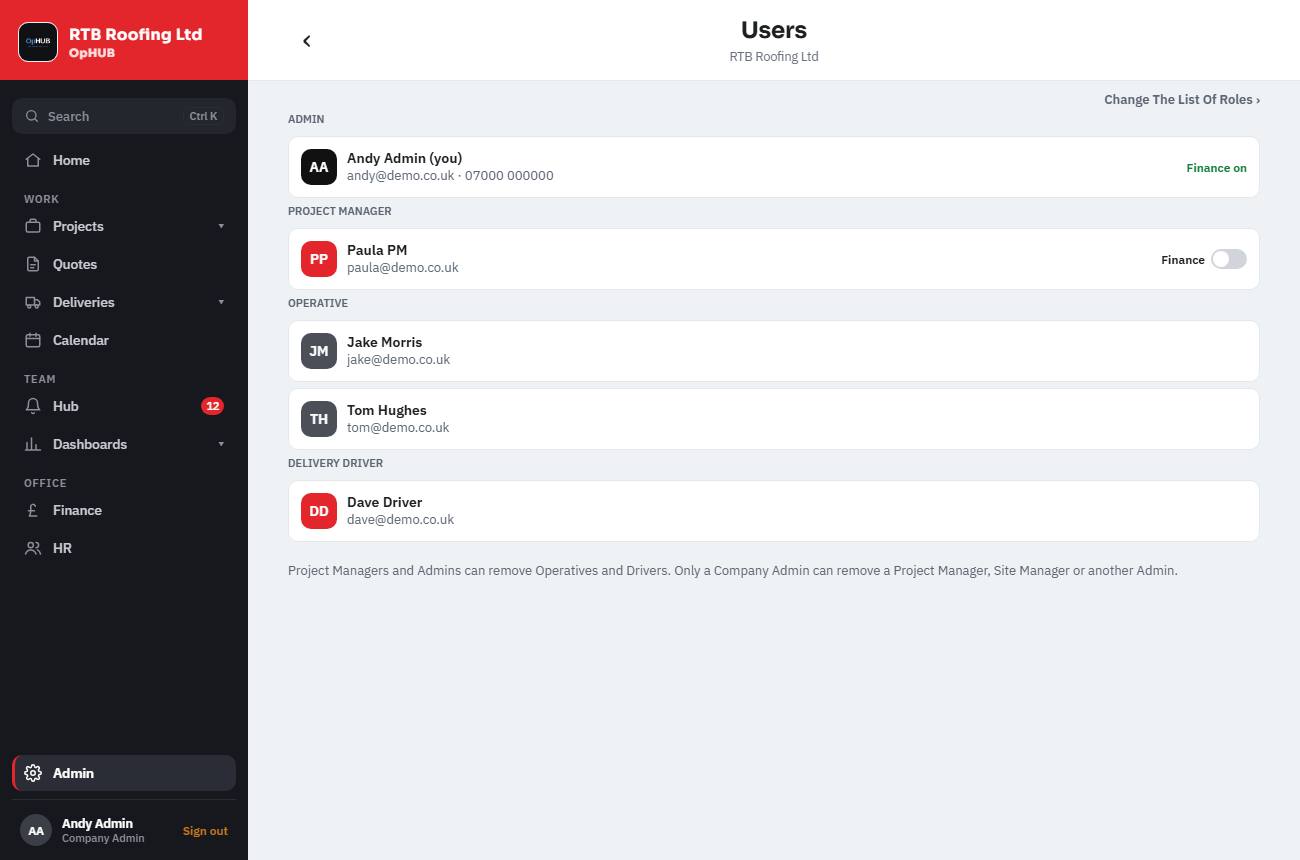 OpHUB
RTB Roofing Ltd
OpHUB
Search
Ctrl K
Home
WORK
Projects
Quotes
Deliveries
Calendar
TEAM
Hub
12
Dashboards
OFFICE
Finance
HR
Admin
AA
Andy Admin
Company Admin
Sign out
Users
RTB Roofing Ltd
Change The List Of Roles ›
ADMIN
AA
Andy Admin (you)
andy@demo.co.uk · 07000 000000
Finance on
PROJECT MANAGER
PP
Paula PM
paula@demo.co.uk
Finance
OPERATIVE
JM
Jake Morris
jake@demo.co.uk
TH
Tom Hughes
tom@demo.co.uk
DELIVERY DRIVER
DD
Dave Driver
dave@demo.co.uk
Project Managers and Admins can remove Operatives and Drivers. Only a Company Admin can remove a Project Manager, Site Manager or another Admin.